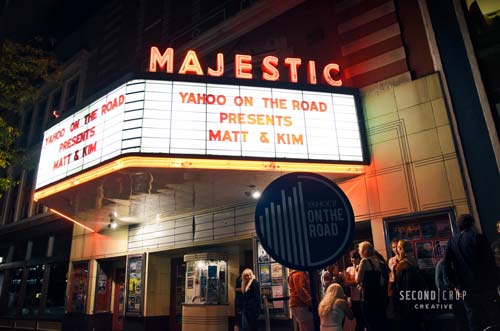 MAJESTIC
YAHOO ON THE ROAD
PRESENTS
MATT & KIM
YAHOO ON THE ROAD
PRESENTS
MATT & KIM
YAHOO!
ON THE
ROAD
SECOND CROP
CREATIVE